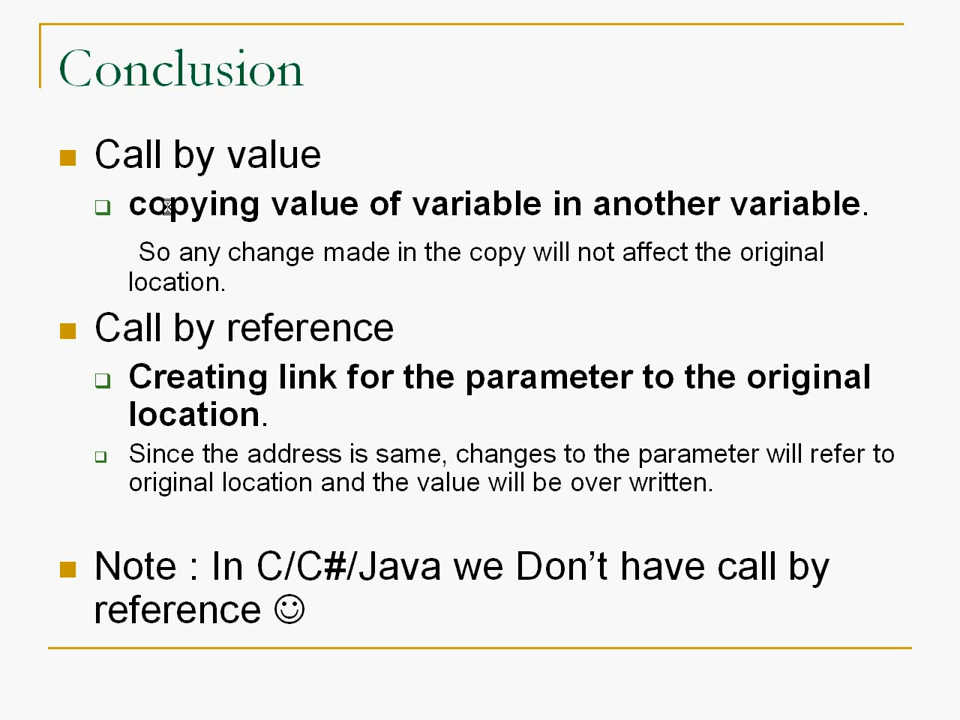 Conclusion
Call by value
copying value of variable in another variable.
So any change made in the copy will not affect the original
location.
Call by reference
Creating link for the parameter to the original
location.
Since the address is same, changes to the parameter will refer to
original location and the value will be over written.
Note : In C/C#/Java we Don’t have call by
reference ☺